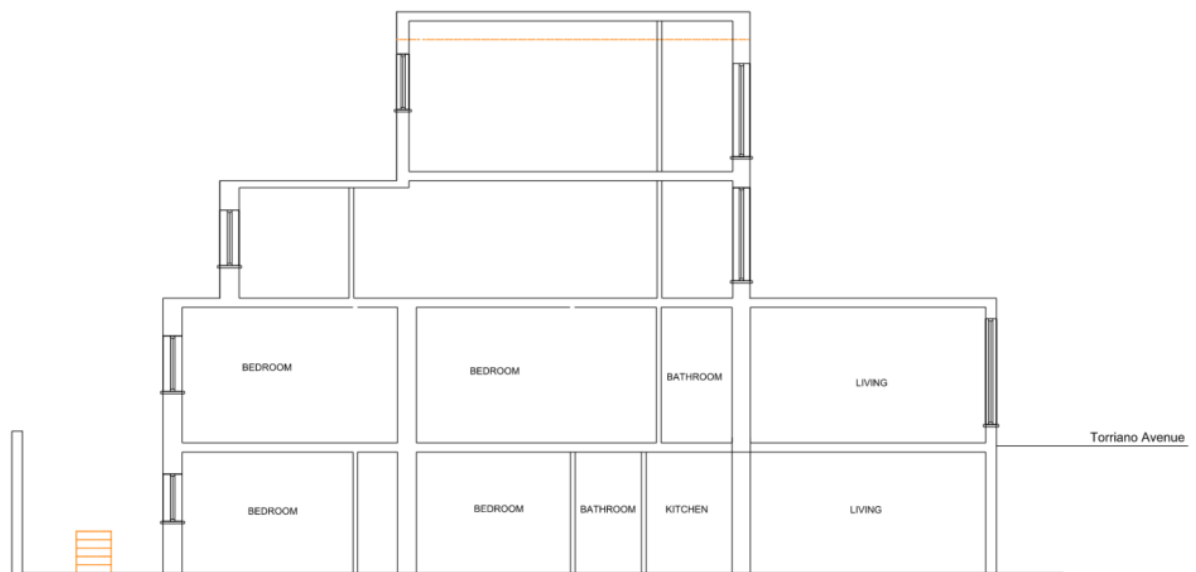 BEDROOM
BEDROOM
BATHROOM
LIVING
Torriano Avenue
BEDROOM
BEDROOM
BATHROOM
KITCHEN
LIVING